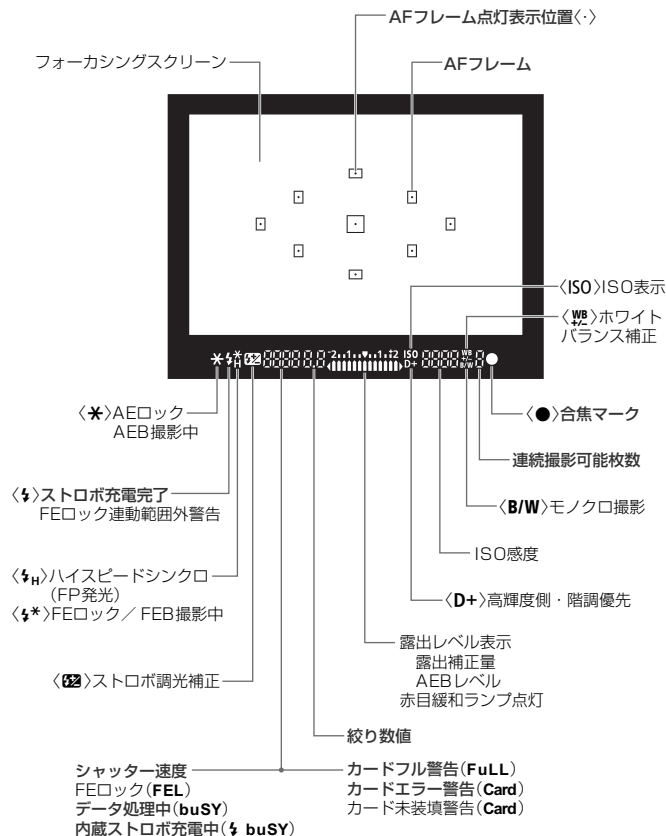 AFフレーム点灯表示位置〈·〉
フォーカシングスクリーン
AFフレーム
〈ISO〉ISO表示
〈WB+/-〉ホワイト
バランス補正
-2..1..▼..1..+2 ISO WB+/-
D+ B/W
〈✱〉AEロック
AEB撮影中
〈●〉合焦マーク
連続撮影可能枚数
〈⚡〉ストロボ充電完了
FEロック連動範囲外警告
〈B/W〉モノクロ撮影
ISO感度
〈⚡H〉ハイスピードシンクロ
(FP発光)
〈⚡✱〉FEロック/FEB撮影中
〈D+〉高輝度側・階調優先
露出レベル表示
露出補正量
AEBレベル
赤目緩和ランプ点灯
〈⚡±〉ストロボ調光補正
絞り数値
シャッター速度
FEロック(FEL)
データ処理中(buSY)
内蔵ストロボ充電中(⚡ buSY)
カードフル警告(FuLL)
カードエラー警告(Card)
カード未装填警告(Card)